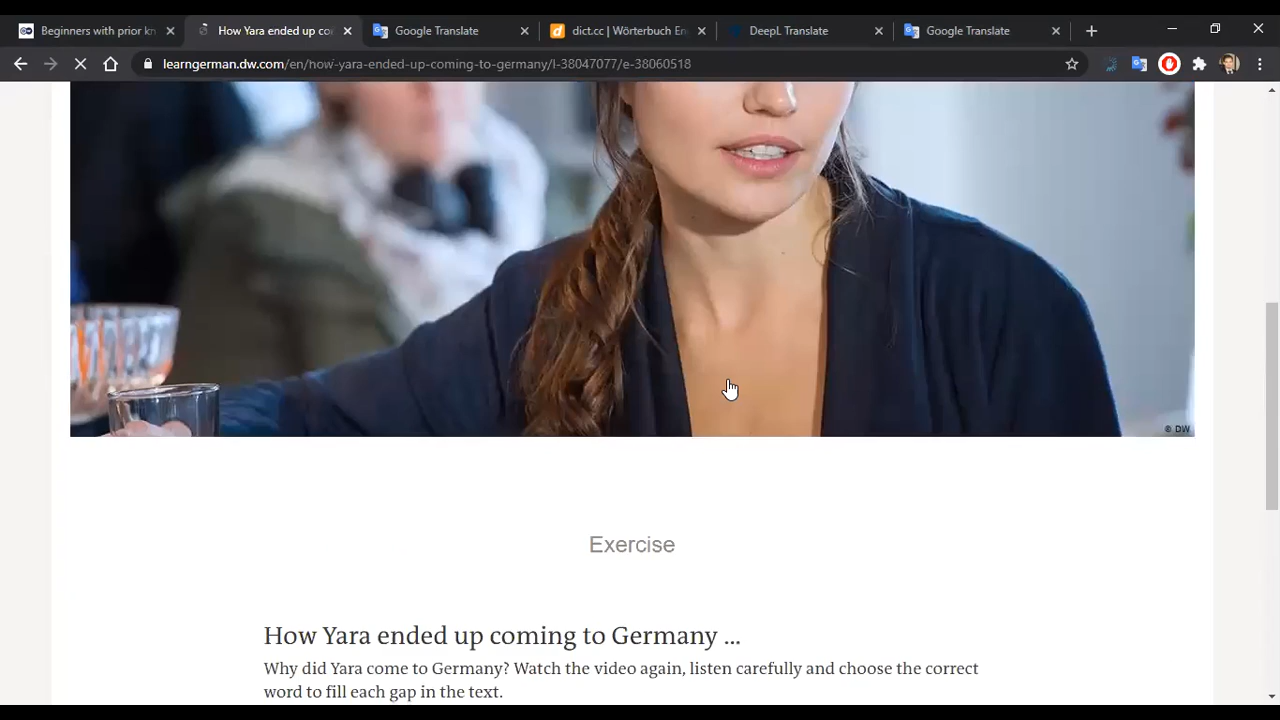 Beginners with prior kn
How Yara ended up co
Google Translate
dict.cc | Wörterbuch En
DeepL Translate
Google Translate
learngerman.dw.com/en/how-yara-ended-up-coming-to-germany/l-38047077/e-38060518
© DW
Exercise
How Yara ended up coming to Germany ...
Why did Yara come to Germany? Watch the video again, listen carefully and choose the correct
word to fill each gap in the text.